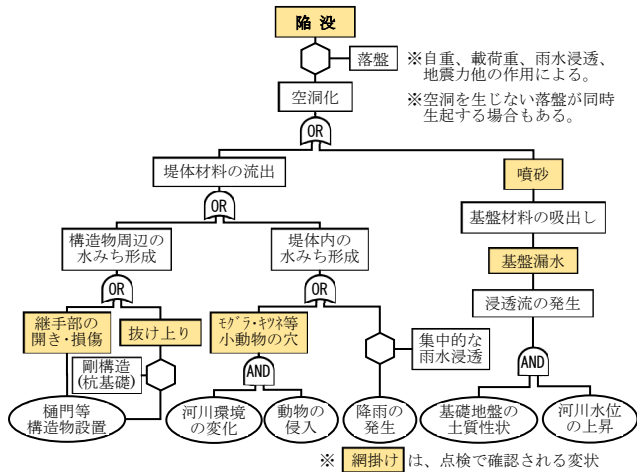 陥 没
落盤
※自重、載荷重、雨水浸透、
地震力他の作用による。
空洞化
※空洞を生じない落盤が同時
生起する場合もある。
OR
堤体材料の流出
噴砂
OR
基盤材料の吸出し
構造物周辺の
水みち形成
堤体内の
水みち形成
基盤漏水
OR
OR
浸透流の発生
継手部の
開き・損傷
抜け上り
ﾓｸﾞﾗ・ｷﾂﾈ等
小動物の穴
集中的な
雨水浸透
剛構造
(杭基礎)
AND
AND
樋門等
構造物設置
河川環境
の変化
動物の
侵入
降雨の
発生
基礎地盤の
土質性状
河川水位
の上昇
※ 網掛け は、点検で確認される変状